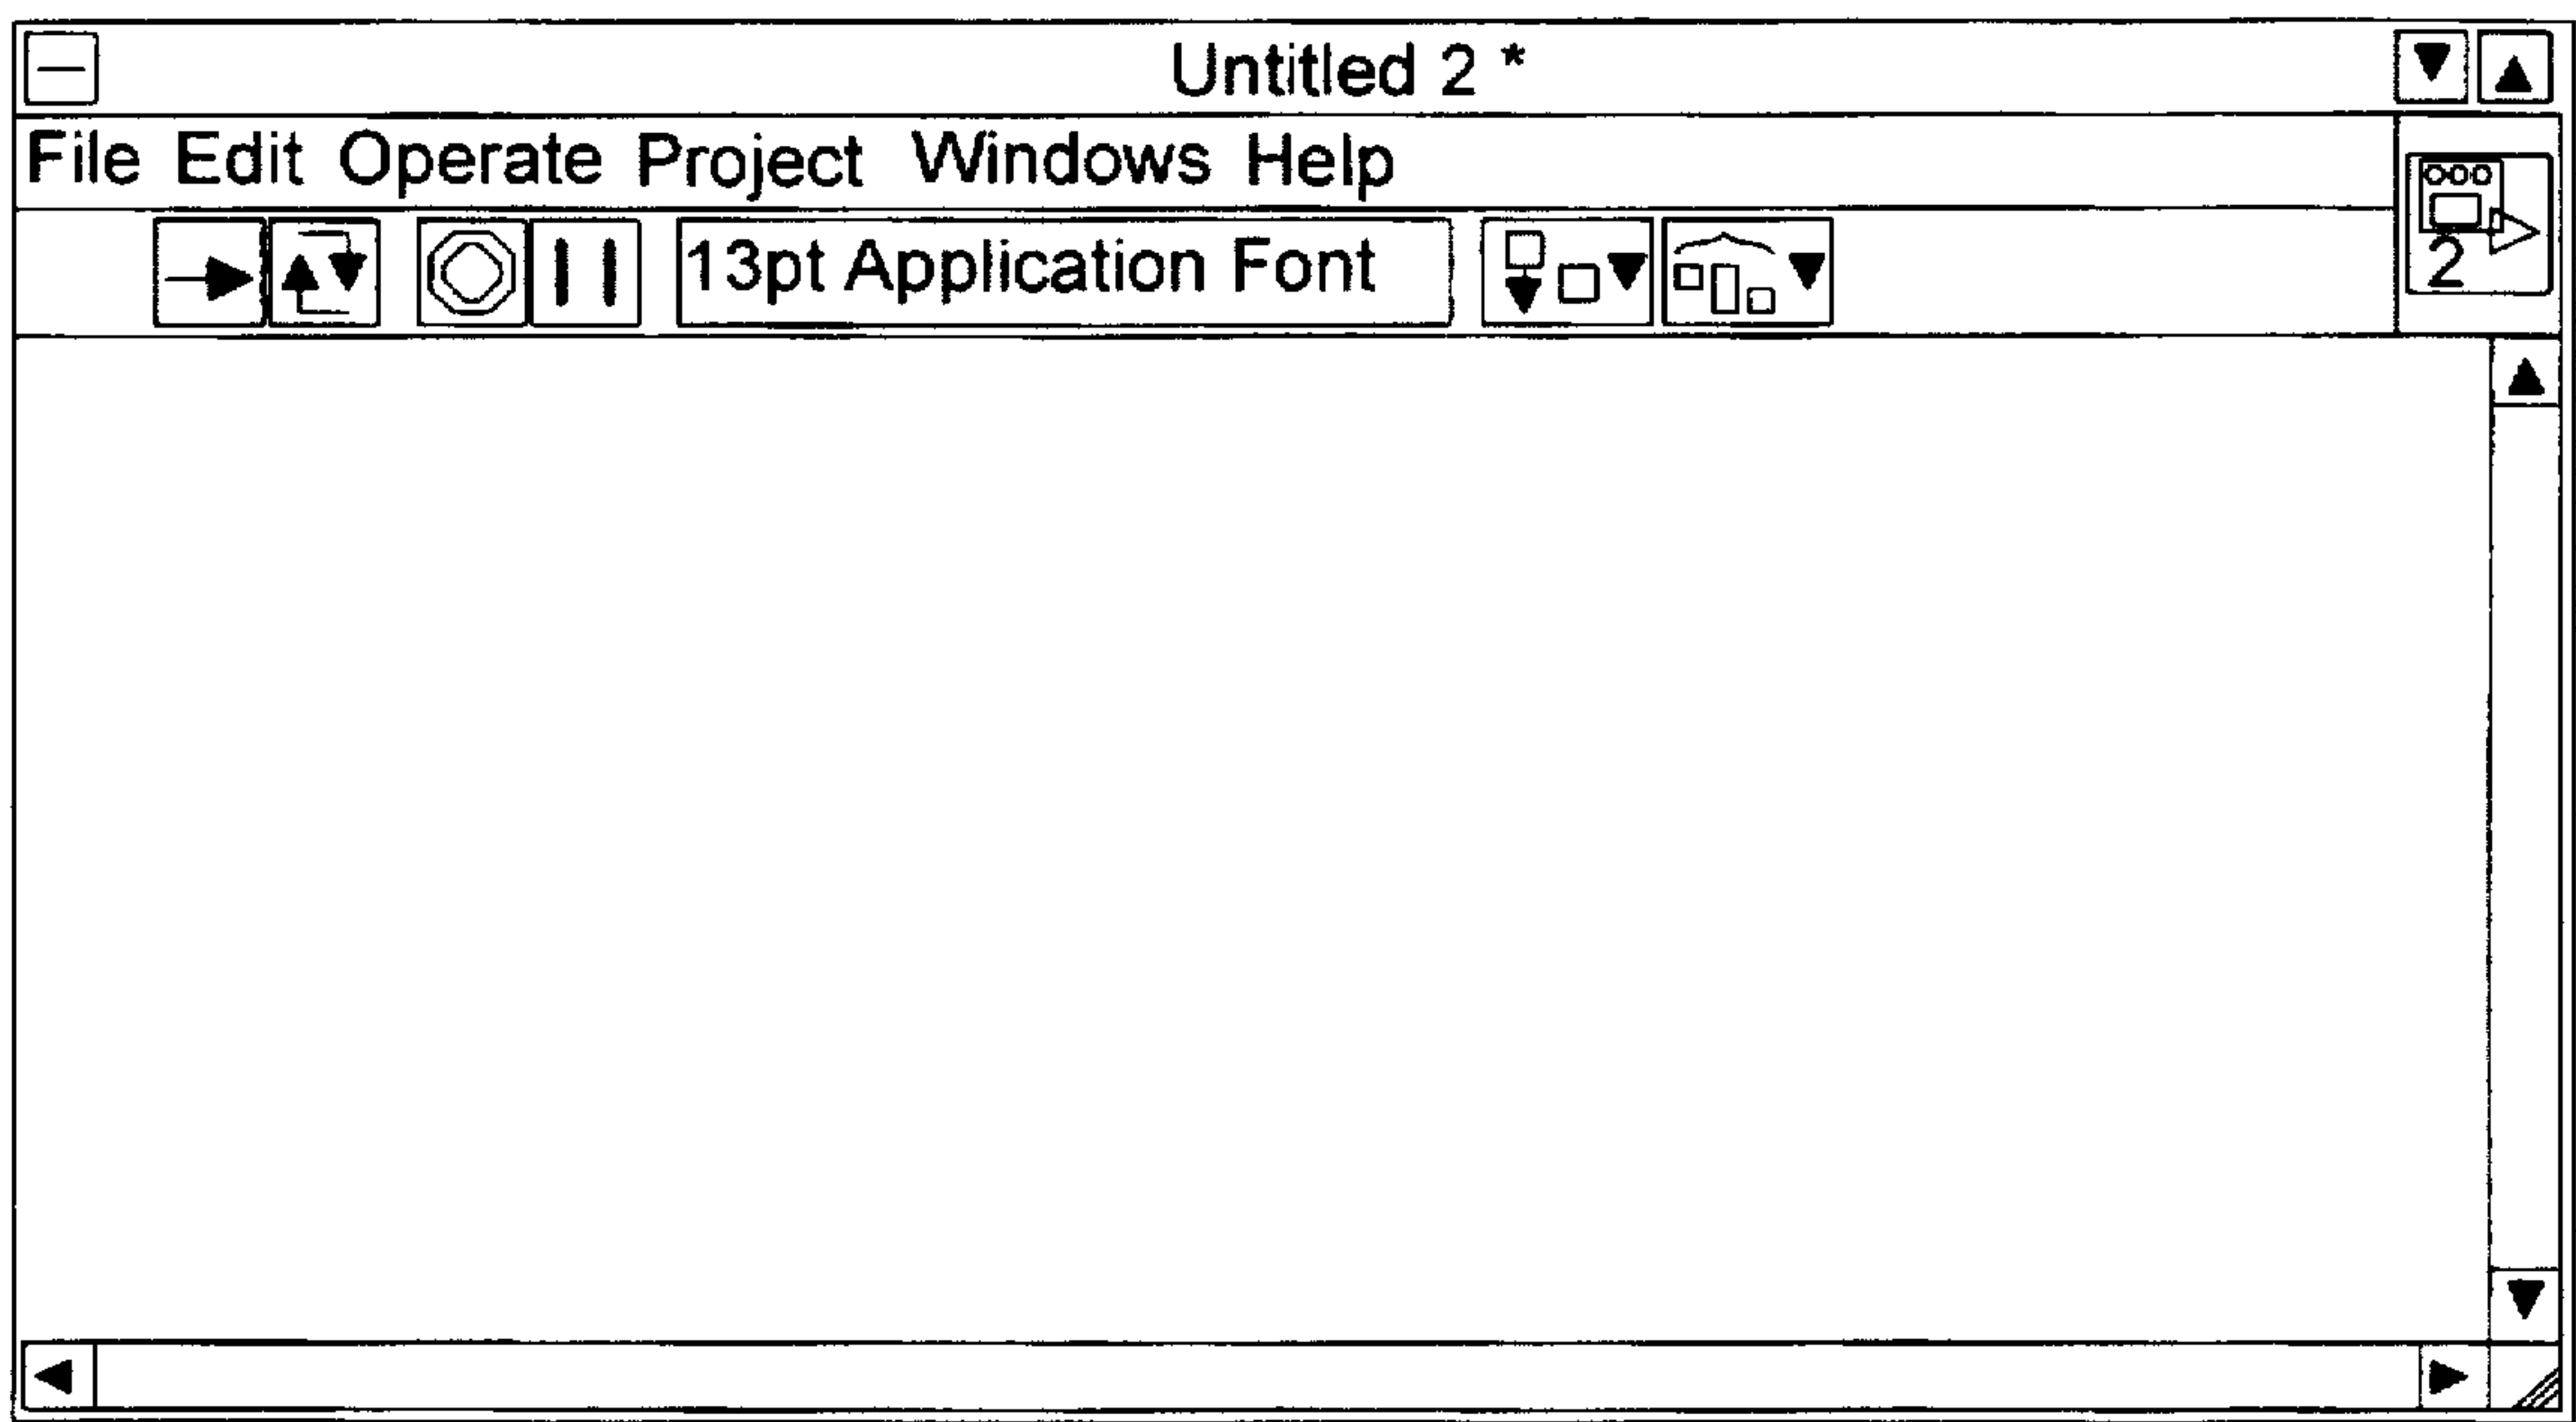 Untitled 2 *
File Edit Operate Project Windows Help
13pt Application Font
2